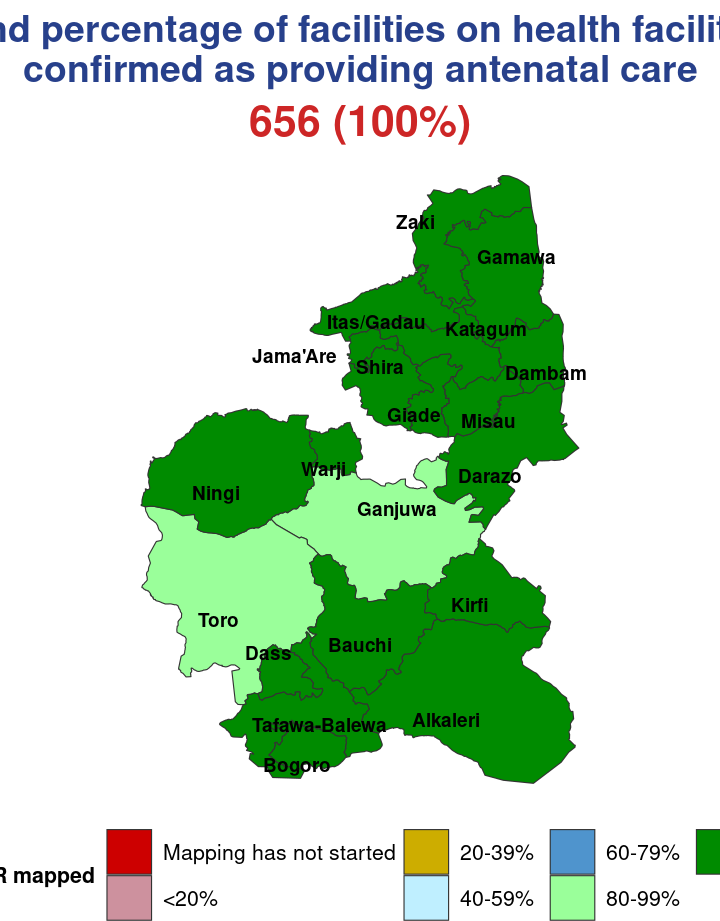 percentage of facilities on health
confirmed as providing antenatal care
656 (100%)
Zaki
Gamawa
Itas/Gadau
Katagum
Jama'Are
Shira
Dambam
Giade
Misau
Warji
Darazo
Ningi
Ganjuwa
Kirfi
Toro
Bauchi
Dass
Alkaleri
Tafawa-Balewa
Bogoro
Mapping has not started
20-39%
60-79%
mapped
<20%
40-59%
80-99%